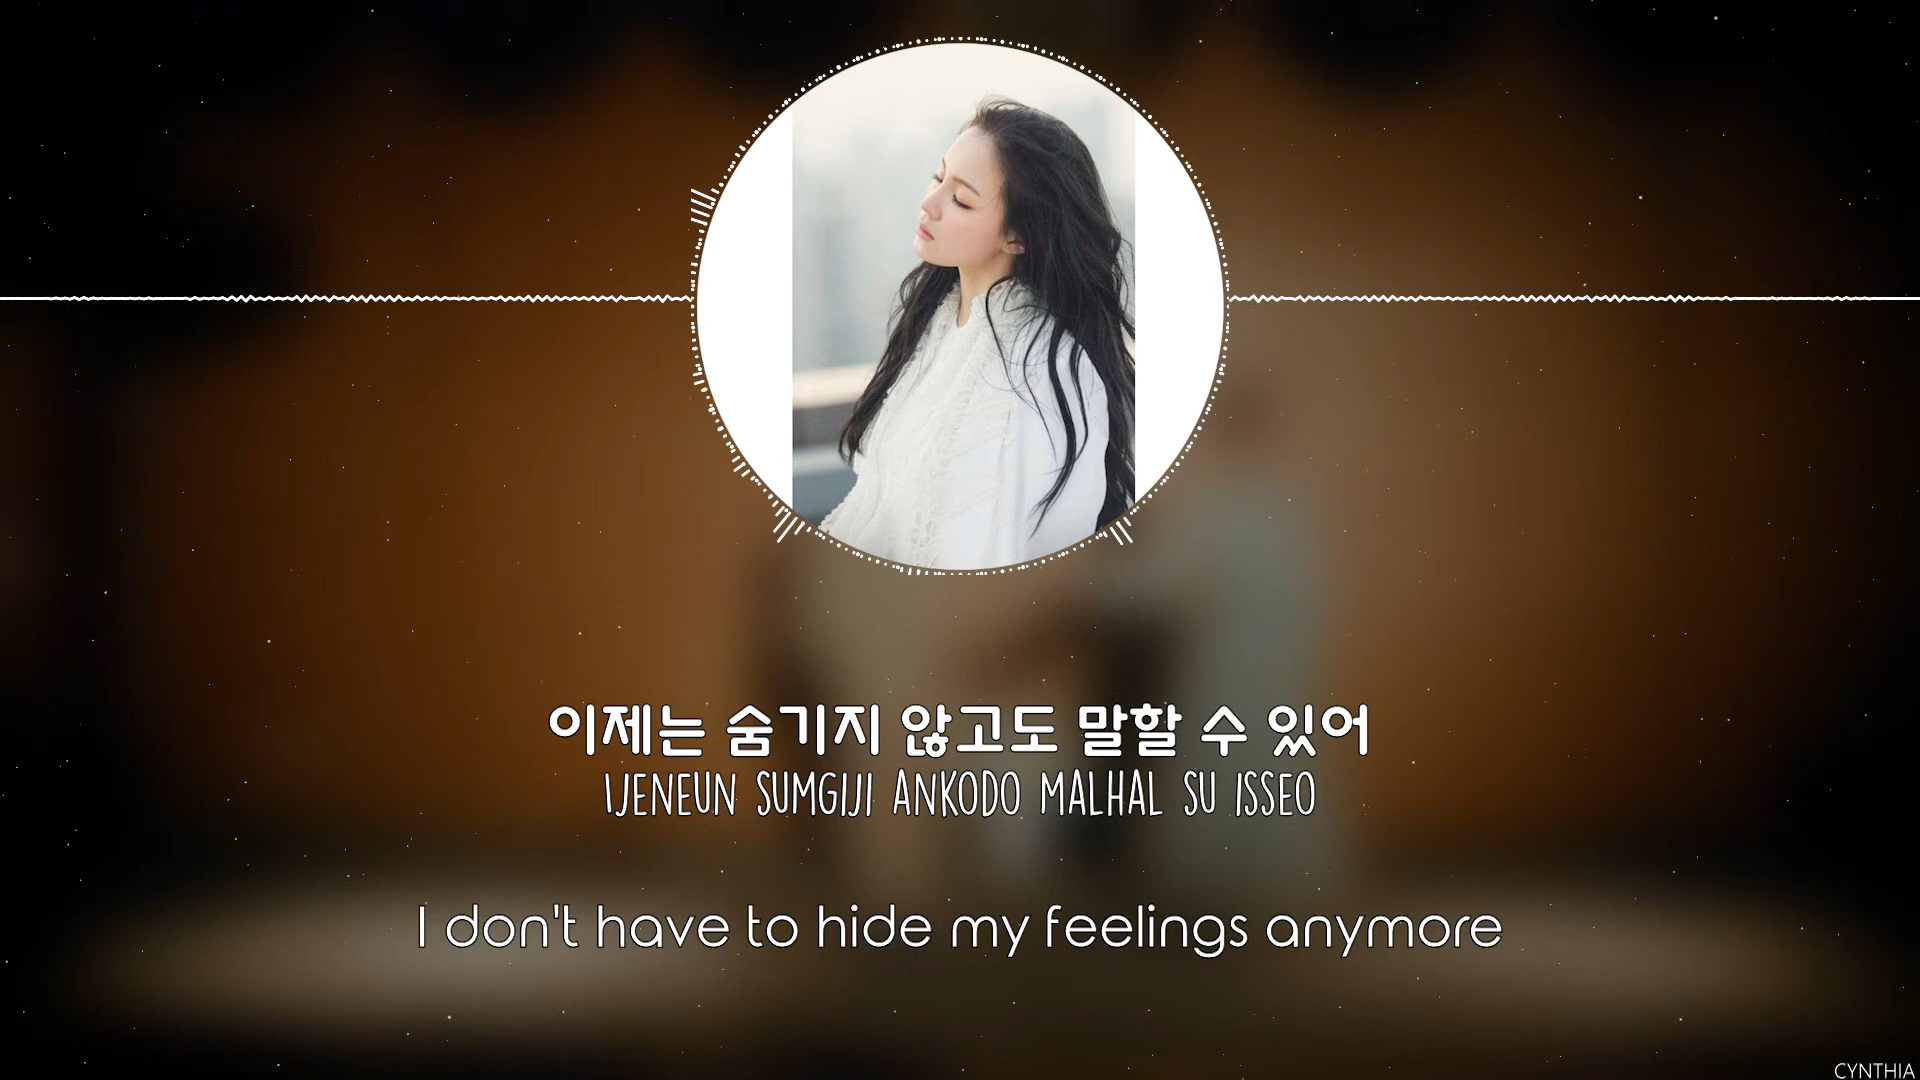 이제는 숨기지 않고도 말할 수 있어
IJENEUN SUMGIJI ANKODO MALHAL SU ISSEO
I don't have to hide my feelings anymore
CYNTHIA